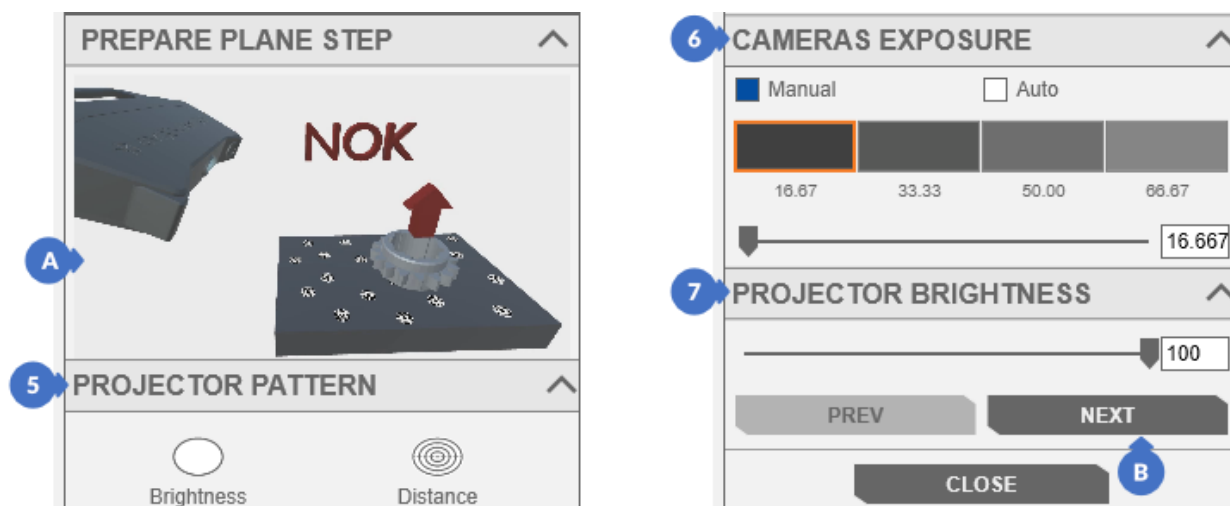 PREPARE PLANE STEP
NOK
A
5
PROJECTOR PATTERN
Brightness
Distance
6
CAMERAS EXPOSURE
Manual
Auto
16.67
33.33
50.00
66.67
16.667
7
PROJECTOR BRIGHTNESS
100
PREV
NEXT
B
CLOSE